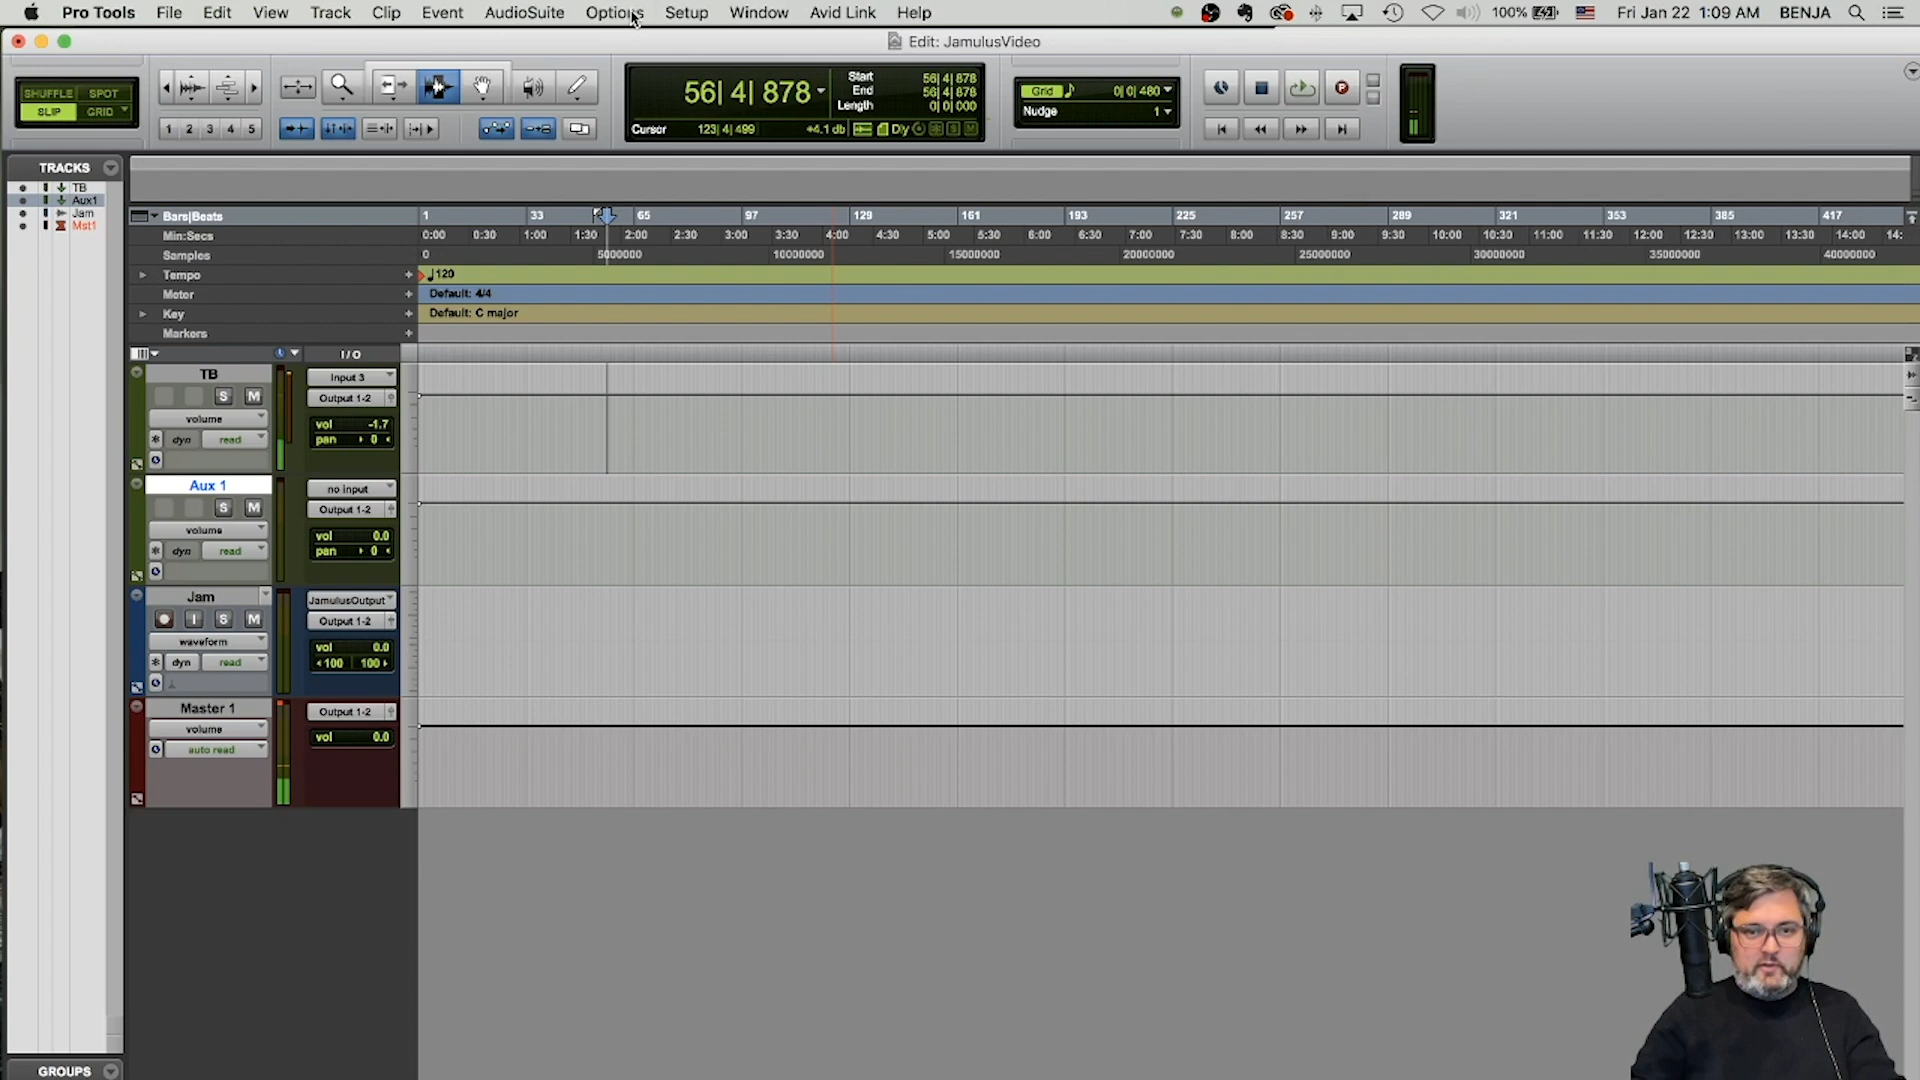 Pro Tools File Edit View Track Clip Event AudioSuite Options Setup Window Avid Link Help 100% Fri Jan 22 1:09 AM BENJA
Edit: JamulusVideo
SHUFFLE SPOT
SLIP GRID
1 2 3 4 5
56| 4| 878
Start 56| 4| 878
End 56| 4| 878
Length 0| 0| 000
Cursor 123| 4| 499 +4.1 db Dly S M
Grid 0| 0| 480
Nudge 1
TRACKS
TB
Aux1
Jam
Mst1
Bars|Beats 1 33 65 97 129 161 193 225 257 289 321 353 385 417
Min:Secs 0:00 0:30 1:00 1:30 2:00 2:30 3:00 3:30 4:00 4:30 5:00 5:30 6:00 6:30 7:00 7:30 8:00 8:30 9:00 9:30 10:00 10:30 11:00 11:30 12:00 12:30 13:00 13:30 14:00 14:
Samples 0 5000000 10000000 15000000 20000000 25000000 30000000 35000000 40000000
Tempo + 120
Meter + Default: 4/4
Key + Default: C major
Markers +
I/O
TB Input 3
S M Output 1-2
volume vol -1.7
dyn read pan 0
Aux 1 no input
S M Output 1-2
volume vol 0.0
dyn read pan 0
Jam JamulusOutput
I S M Output 1-2
waveform vol 0.0
dyn read 100 100
Master 1 Output 1-2
volume vol 0.0
auto read
GROUPS